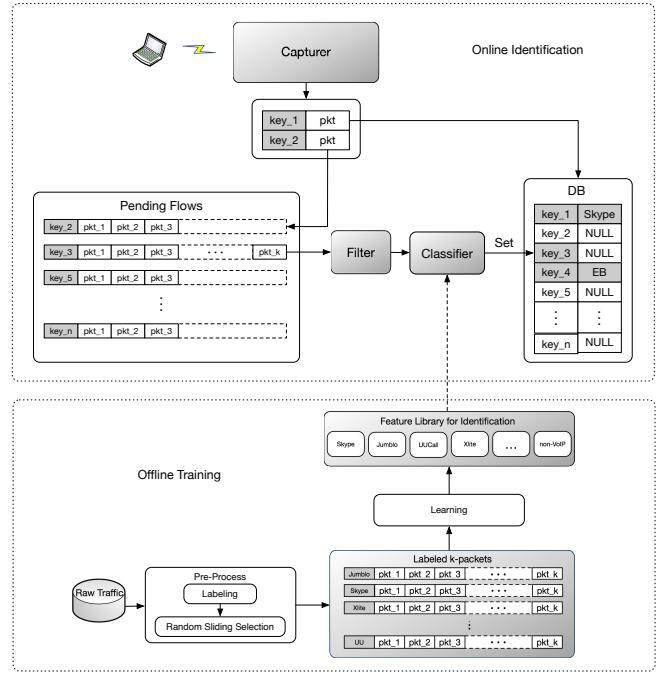 Capturer
Online Identification
key_1 pkt
key_2 pkt
Pending Flows
key_2 pkt_1 pkt_2 pkt_3
key_3 pkt_1 pkt_2 pkt_3 ... pkt_k
key_5 pkt_1 pkt_2 pkt_3
⋮
key_n pkt_1 pkt_2 pkt_3
Filter
Classifier
Set
DB
key_1 Skype
key_2 NULL
key_3 NULL
key_4 EB
key_5 NULL
⋮ ⋮
key_n NULL
Feature Library for Identification
Skype Jumblo UUCall Xlite ... non-VoIP
Offline Training
Learning
Raw Traffic
Pre-Process
Labeling
Random Sliding Selection
Labeled k-packets
Jumblo pkt_1 pkt_2 pkt_3 ... pkt_k
Skype pkt_1 pkt_2 pkt_3 ... pkt_k
Xlite pkt_1 pkt_2 pkt_3 ... pkt_k
⋮
UU pkt_1 pkt_2 pkt_3 ... pkt_k